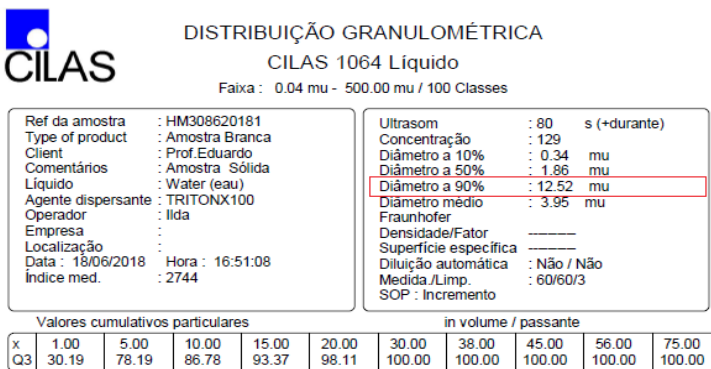 CILAS
DISTRIBUIÇÃO GRANULOMÉTRICA
CILAS 1064 Líquido
Faixa : 0.04 mu - 500.00 mu / 100 Classes
Ref da amostra : HM308620181
Type of product : Amostra Branca
Client : Prof.Eduardo
Comentários : Amostra Sólida
Líquido : Water (eau)
Agente dispersante : TRITONX100
Operador : Ilda
Empresa :
Localização :
Data : 18/06/2018 Hora : 16:51:08
Índice med. : 2744
Ultrasom : 80 s (+durante)
Concentração : 129
Diâmetro a 10% : 0.34 mu
Diâmetro a 50% : 1.86 mu
Diâmetro a 90% : 12.52 mu
Diâmetro médio : 3.95 mu
Fraunhofer
Densidade/Fator ----------
Superfície específica ----------
Diluição automática : Não / Não
Medida./Limp. : 60/60/3
SOP : Incremento
Valores cumulativos particulares in volume / passante
x 1.00 5.00 10.00 15.00 20.00 30.00 38.00 45.00 56.00 75.00
Q3 30.19 78.19 86.78 93.37 98.11 100.00 100.00 100.00 100.00 100.00